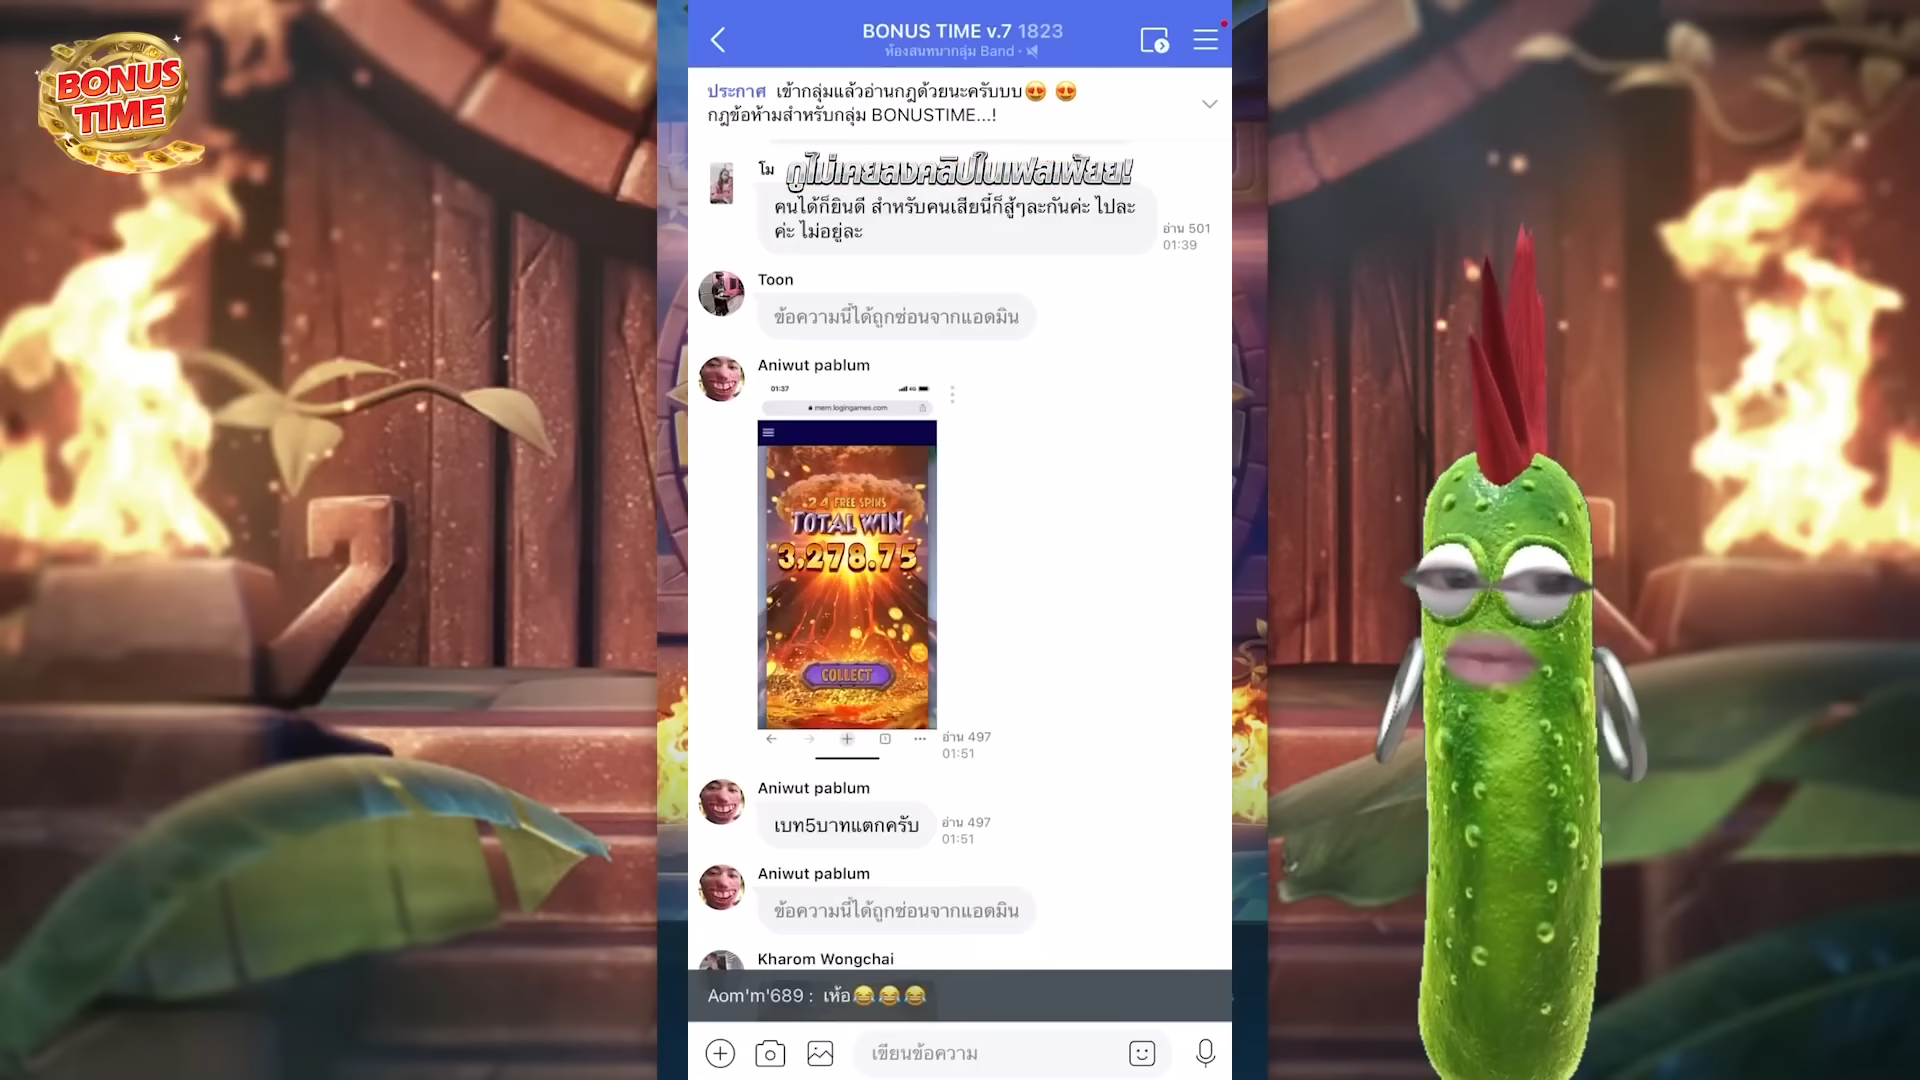 BONUS
TIME
BONUS TIME v.7 1823
ห้องสนทนากลุ่ม Band
ประกาศ เข้ากลุ่มแล้วอ่านกฎด้วยนะครับบบ😍 😍
กฎข้อห้ามสำหรับกลุ่ม BONUSTIME...!
โม
กูไม่เคยลงคลิปในเฟสเฟ้ยย!
คนได้ก็ยินดี สำหรับคนเสียนี้ก็สู้ๆละกันค่ะ ไปละ
ค่ะ ไม่อยู่ละ
อ่าน 501
01:39
Toon
ข้อความนี้ได้ถูกซ่อนจากแอดมิน
Aniwut pablum
01:37
4G
mem.logingames.com
24 FREE SPINS
TOTAL WIN
3,278.75
COLLECT
อ่าน 497
01:51
Aniwut pablum
เบท5บาทแตกครับ
อ่าน 497
01:51
Aniwut pablum
ข้อความนี้ได้ถูกซ่อนจากแอดมิน
Kharom Wongchai
Aom'm'689 : เห้อ😂😂😂
เขียนข้อความ